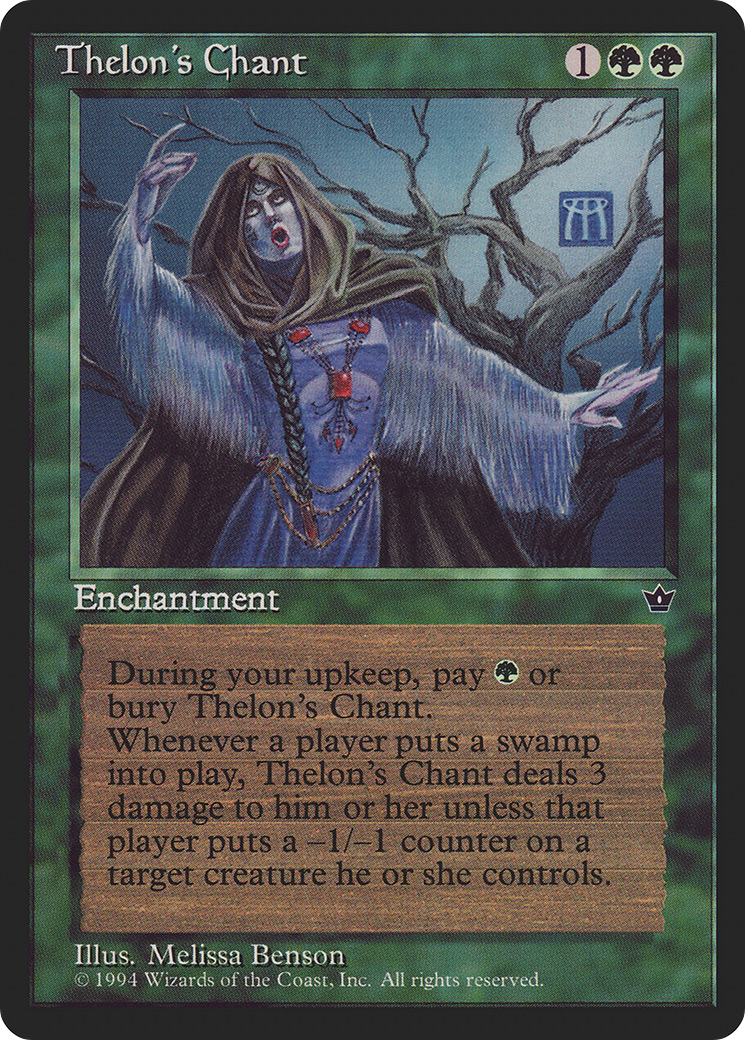 Thelon's Chant
1
Enchantment
During your upkeep, pay or
bury Thelon's Chant.
Whenever a player puts a swamp
into play, Thelon's Chant deals 3
damage to him or her unless that
player puts a –1/–1 counter on a
target creature he or she controls.
Illus. Melissa Benson
© 1994 Wizards of the Coast, Inc. All rights reserved.